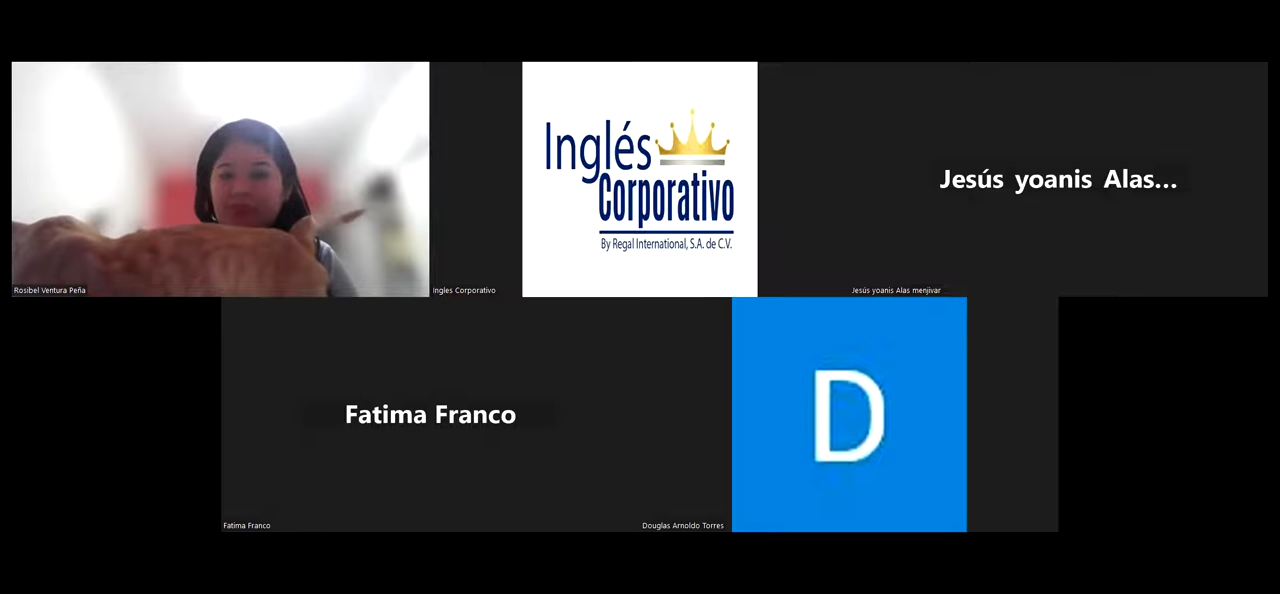 Rosibel Ventura Peña
Inglés
Corporativo
By Regal International, S.A. de C.V.
Ingles Corporativo
Jesús yoanis Alas...
Jesús yoanis Alas menjivar
Fatima Franco
Fatima Franco
Douglas Arnoldo Torres
D